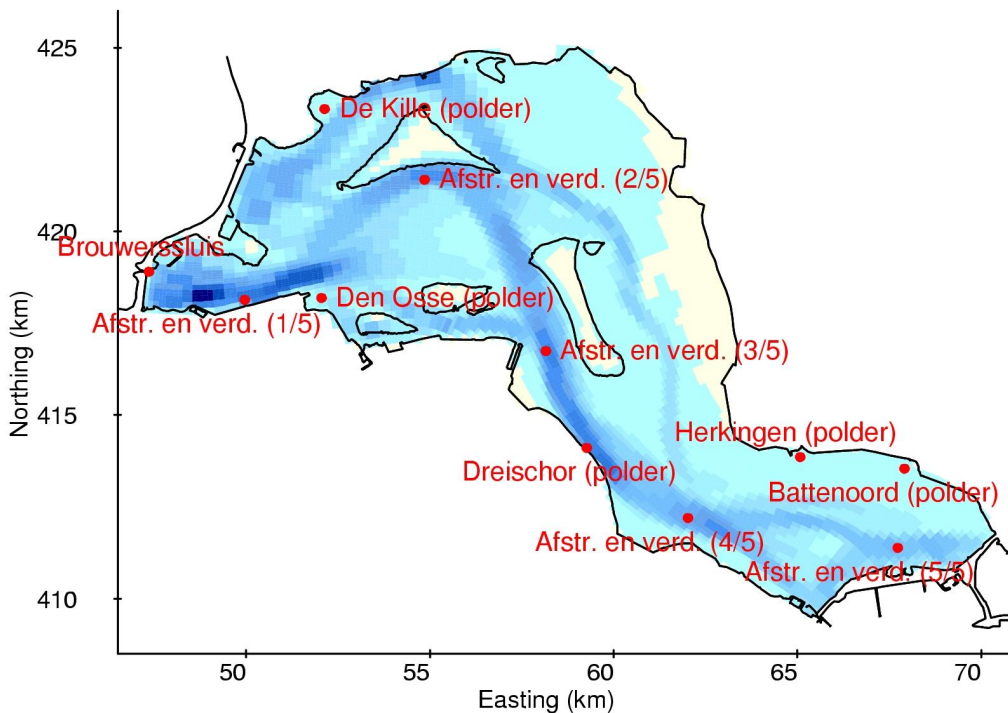 425
De Kille (polder)
Afstr. en verd. (2/5)
420
Brouwerssluis
Den Osse (polder)
Afstr. en verd. (1/5)
Afstr. en verd. (3/5)
Northing (km)
415
Herkingen (polder)
Dreischor (polder)
Battenoord (polder)
Afstr. en verd. (4/5)
Afstr. en verd. (5/5)
410
50 55 60 65 70
Easting (km)